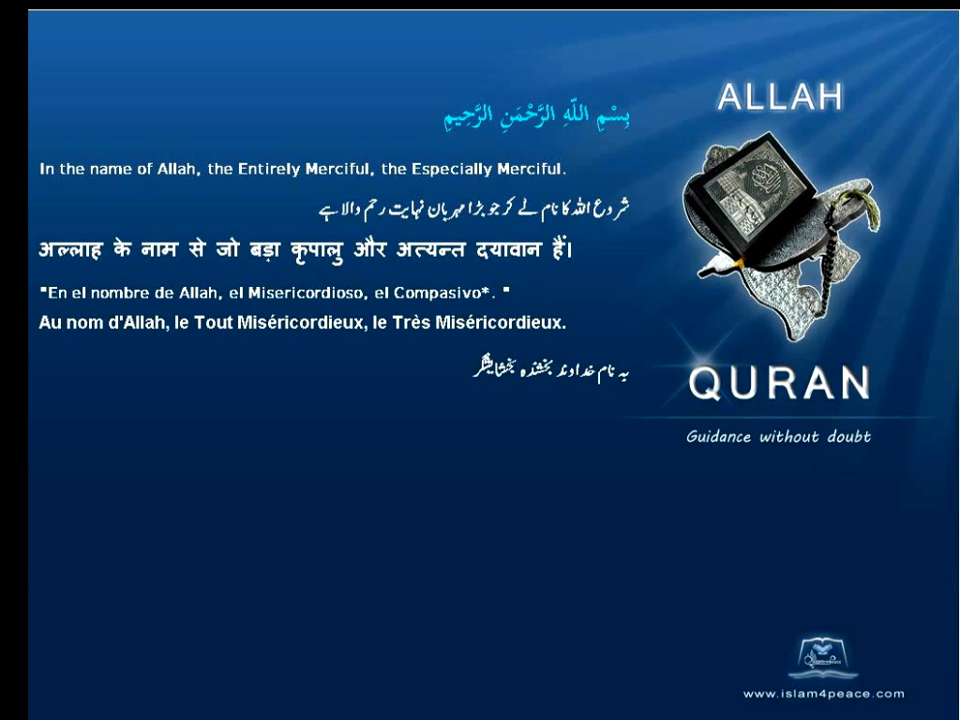 بِسْمِ اللّهِ الرَّحْمَنِ الرَّحِيمِ
In the name of Allah, the Entirely Merciful, the Especially Merciful.
شروع اللہ کا نام لے کر جو بڑا مہربان نہایت رحم والا ہے
अल्लाह के नाम से जो बड़ा कृपालु और अत्यन्त दयावान हैं।
"En el nombre de Allah, el Misericordioso, el Compasivo*. "
Au nom d'Allah, le Tout Miséricordieux, le Très Miséricordieux.
به نام خداوند بخشنده بخشایشگر
ALLAH
QURAN
Guidance without doubt
www.islam4peace.com